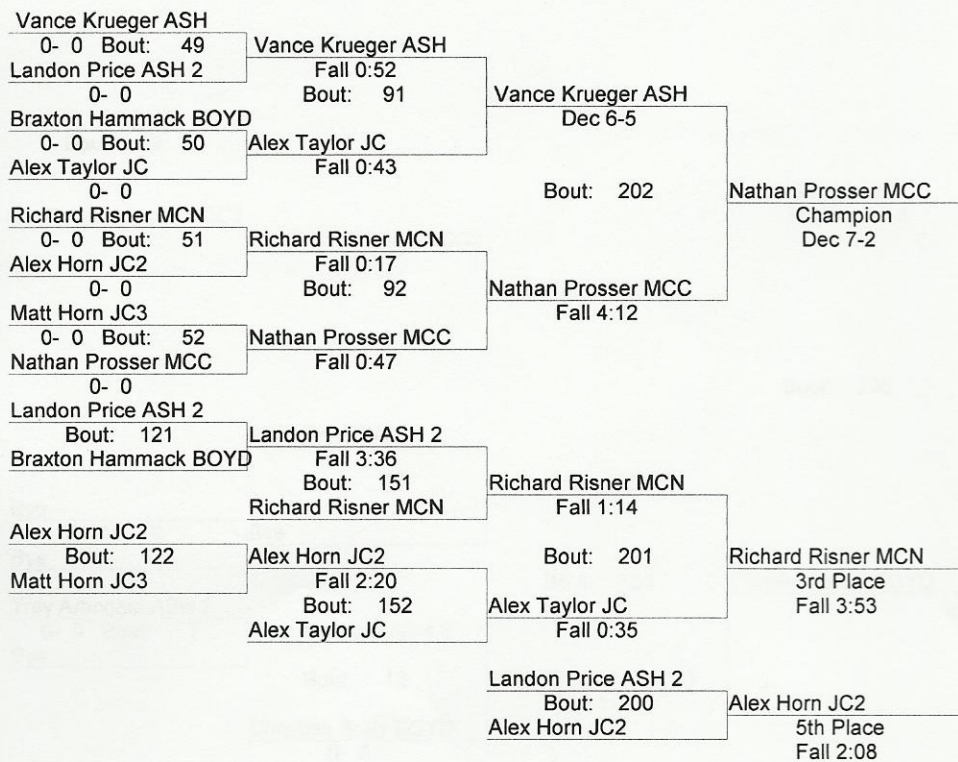 Vance Krueger ASH
0- 0 Bout: 49
Vance Krueger ASH
Landon Price ASH 2
Fall 0:52
0- 0
Bout: 91
Vance Krueger ASH
Braxton Hammack BOYD
Dec 6-5
0- 0 Bout: 50
Alex Taylor JC
Alex Taylor JC
Fall 0:43
0- 0
Bout: 202
Nathan Prosser MCC
Richard Risner MCN
Champion
0- 0 Bout: 51
Richard Risner MCN
Dec 7-2
Alex Horn JC2
Fall 0:17
0- 0
Bout: 92
Nathan Prosser MCC
Matt Horn JC3
Fall 4:12
0- 0 Bout: 52
Nathan Prosser MCC
Nathan Prosser MCC
Fall 0:47
0- 0
Landon Price ASH 2
Bout: 121
Landon Price ASH 2
Braxton Hammack BOYD
Fall 3:36
Bout: 151
Richard Risner MCN
Richard Risner MCN
Fall 1:14
Alex Horn JC2
Bout: 122
Alex Horn JC2
Bout: 201
Richard Risner MCN
Matt Horn JC3
Fall 2:20
3rd Place
Bout: 152
Alex Taylor JC
Fall 3:53
Alex Taylor JC
Fall 0:35
Landon Price ASH 2
Bout: 200
Alex Horn JC2
Alex Horn JC2
5th Place
Fall 2:08